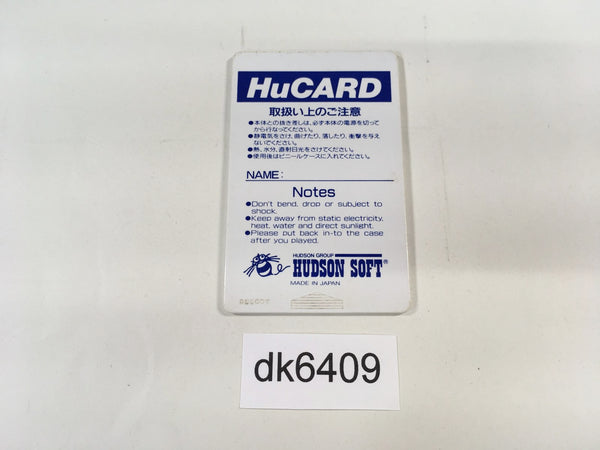 HuCARD
取扱い上のご注意
●本体との抜き差しは、必ず本体の電源を切って
から行なってください。
●静電気をさけ、曲げたり、落したり、衝撃を与え
ないでください。
●熱、水分、直射日光をさけてください。
●使用後はビニールケースに入れてください。
NAME:
Notes
●Don't bend, drop or subject to
shock.
●Keep away from static electricity,
heat, water and direct sunlight.
●Please put back in-to the case
after you played.
HUDSON GROUP
HUDSON SOFT®
MADE IN JAPAN
dk6409